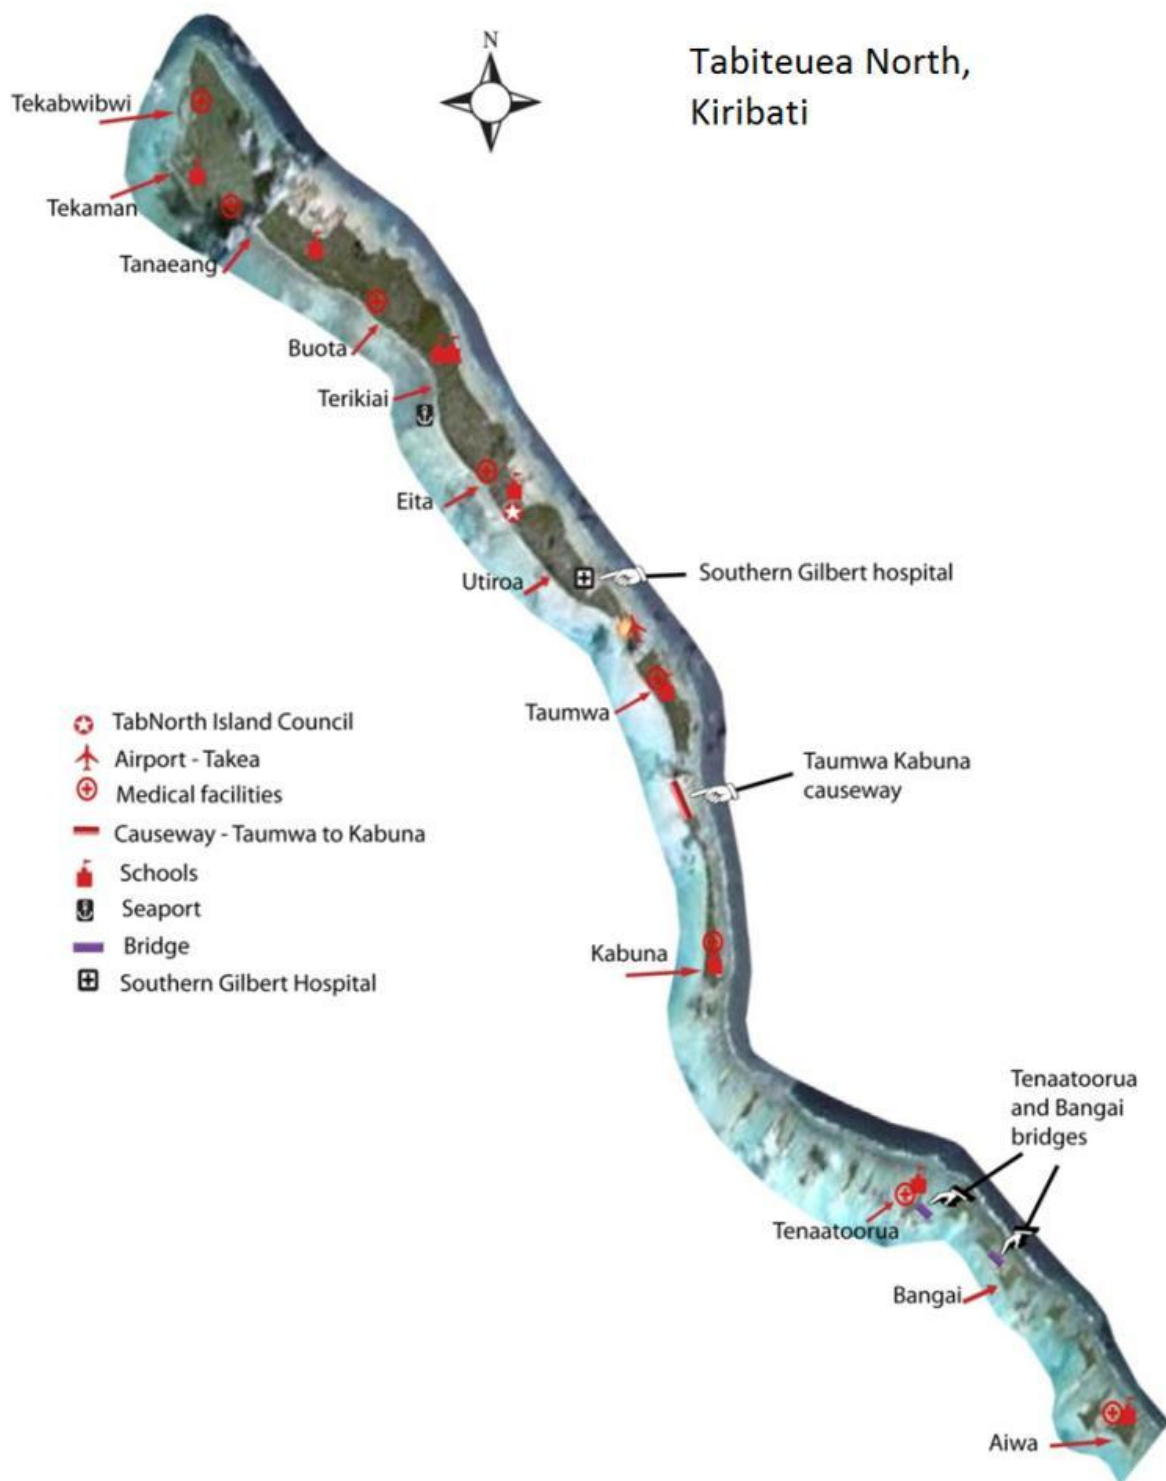 N
Tabiteuea North,
Kiribati
Tekabwibwi
Tekaman
Tanaeang
Buota
Terikiai
Eita
Utiroa
Southern Gilbert hospital
Taumwa
Taumwa Kabuna
causeway
TabNorth Island Council
Airport - Takea
Medical facilities
Causeway - Taumwa to Kabuna
Schools
Seaport
Bridge
Southern Gilbert Hospital
Kabuna
Tenaatoorua
and Bangai
bridges
Tenaatoorua
Bangai
Aiwa